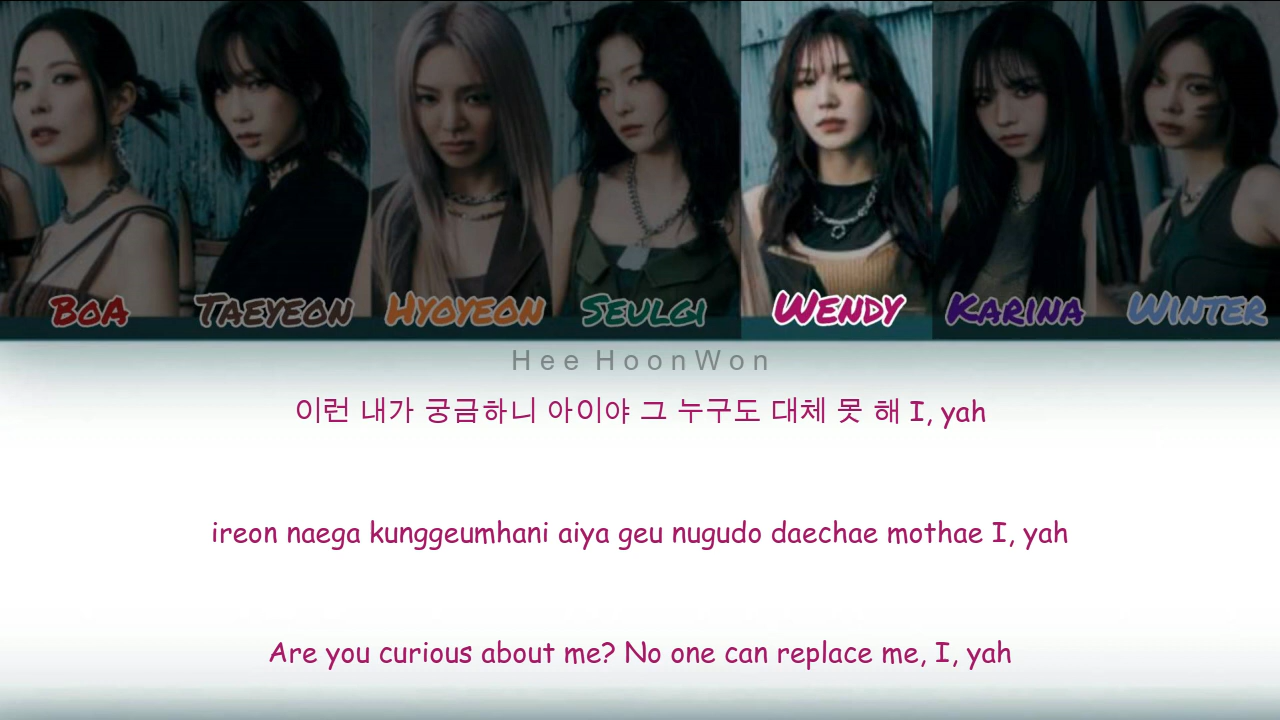 BoA Taeyeon Hyoyeon Seulgi Wendy Karina Winter
Hee HoonWon
이런 내가 궁금하니 아이야 그 누구도 대체 못 해 I, yah
ireon naega kunggeumhani aiya geu nugudo daechae mothae I, yah
Are you curious about me? No one can replace me, I, yah